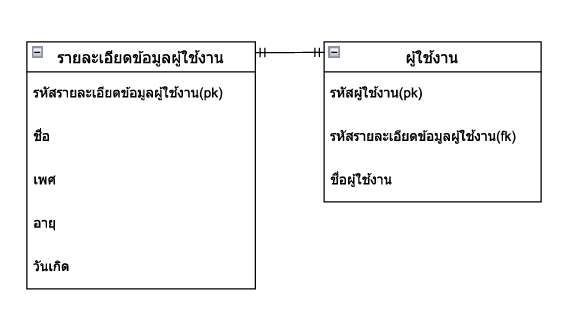 รายละเอียดข้อมูลผู้ใช้งาน
รหัสรายละเอียดข้อมูลผู้ใช้งาน(pk)
ชื่อ
เพศ
อายุ
วันเกิด
ผู้ใช้งาน
รหัสผู้ใช้งาน(pk)
รหัสรายละเอียดข้อมูลผู้ใช้งาน(fk)
ชื่อผู้ใช้งาน